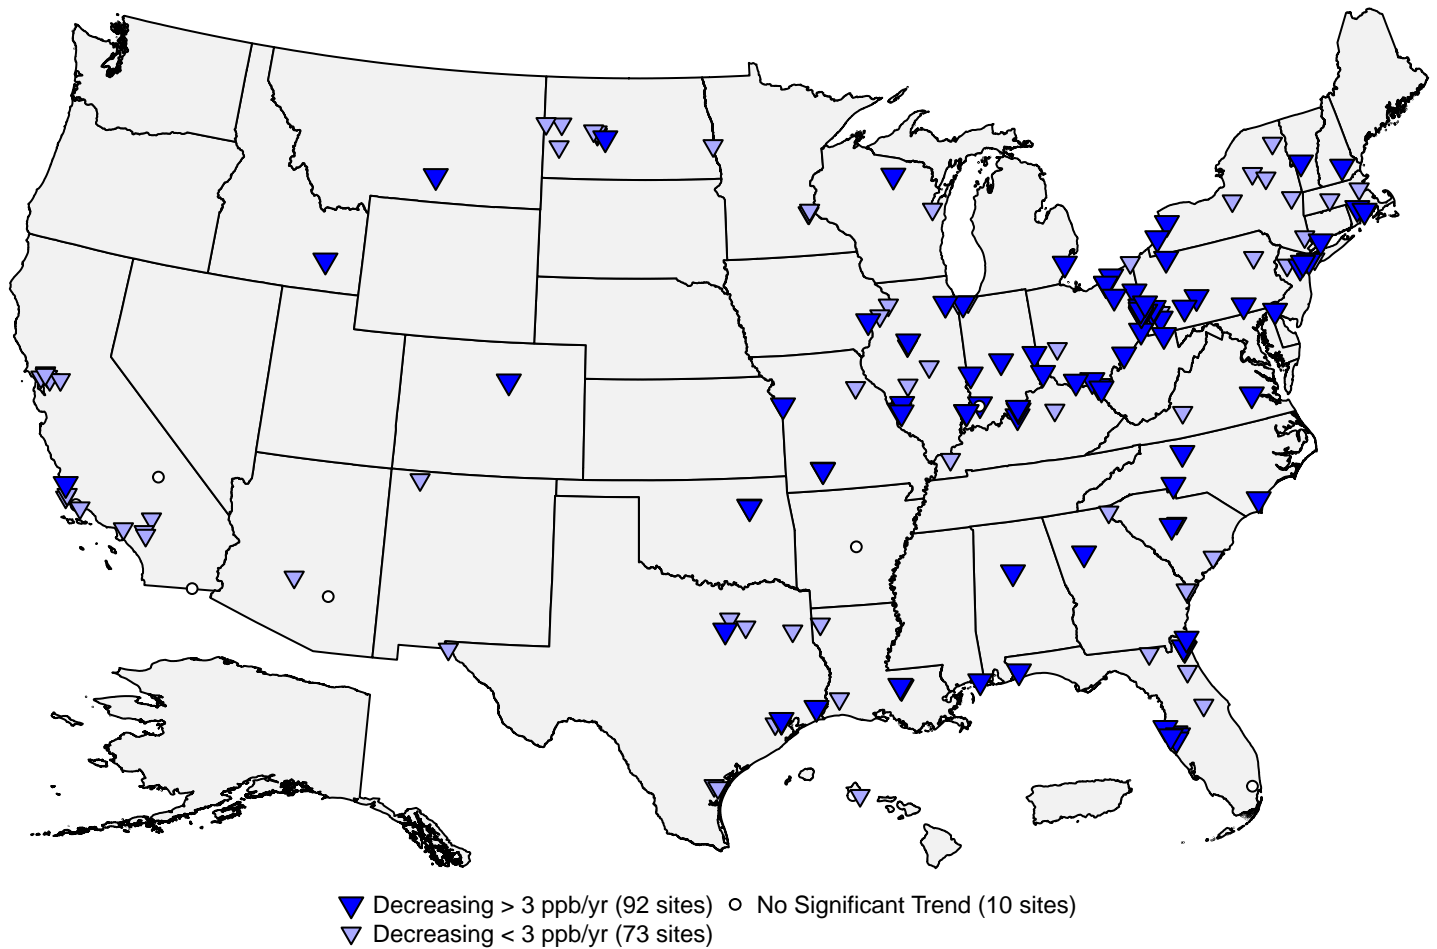 Decreasing > 3 ppb/yr (92 sites)
No Significant Trend (10 sites)
Decreasing < 3 ppb/yr (73 sites)